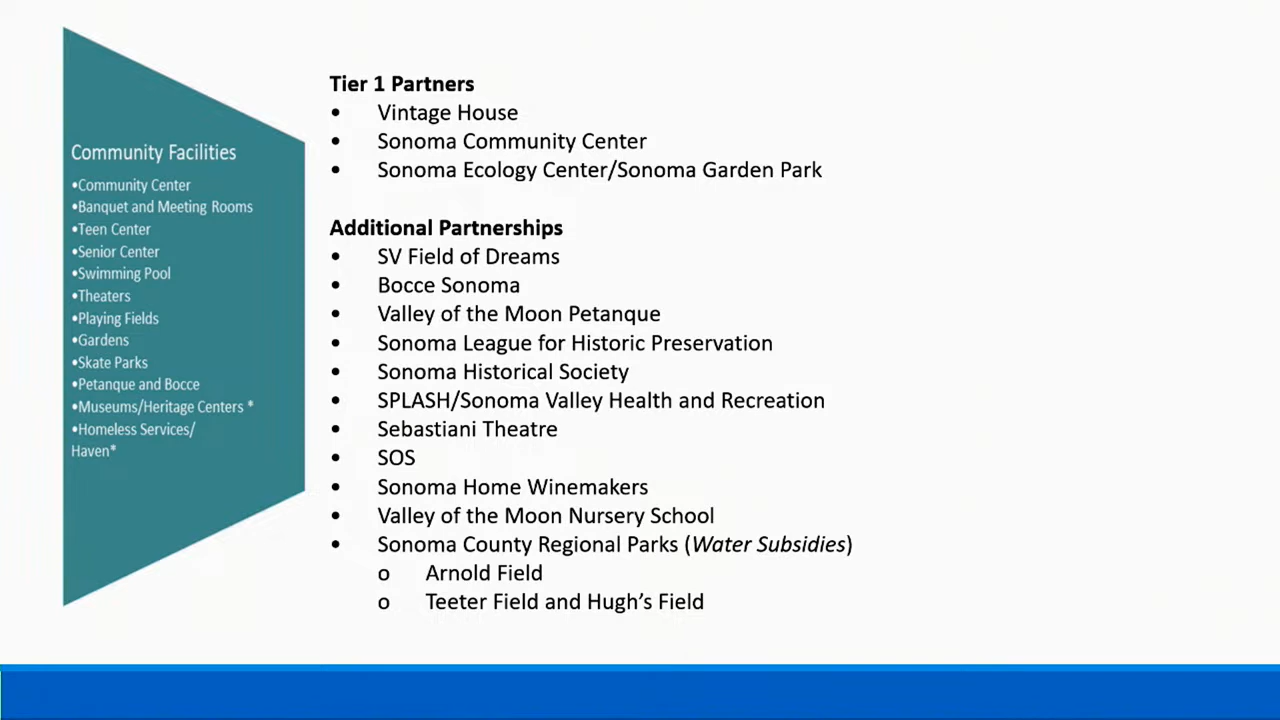 Community Facilities
•Community Center
•Banquet and Meeting Rooms
•Teen Center
•Senior Center
•Swimming Pool
•Theaters
•Playing Fields
•Gardens
•Skate Parks
•Petanque and Bocce
•Museums/Heritage Centers *
•Homeless Services/
Haven*
Tier 1 Partners
• Vintage House
• Sonoma Community Center
• Sonoma Ecology Center/Sonoma Garden Park
Additional Partnerships
• SV Field of Dreams
• Bocce Sonoma
• Valley of the Moon Petanque
• Sonoma League for Historic Preservation
• Sonoma Historical Society
• SPLASH/Sonoma Valley Health and Recreation
• Sebastiani Theatre
• SOS
• Sonoma Home Winemakers
• Valley of the Moon Nursery School
• Sonoma County Regional Parks (Water Subsidies)
o Arnold Field
o Teeter Field and Hugh’s Field